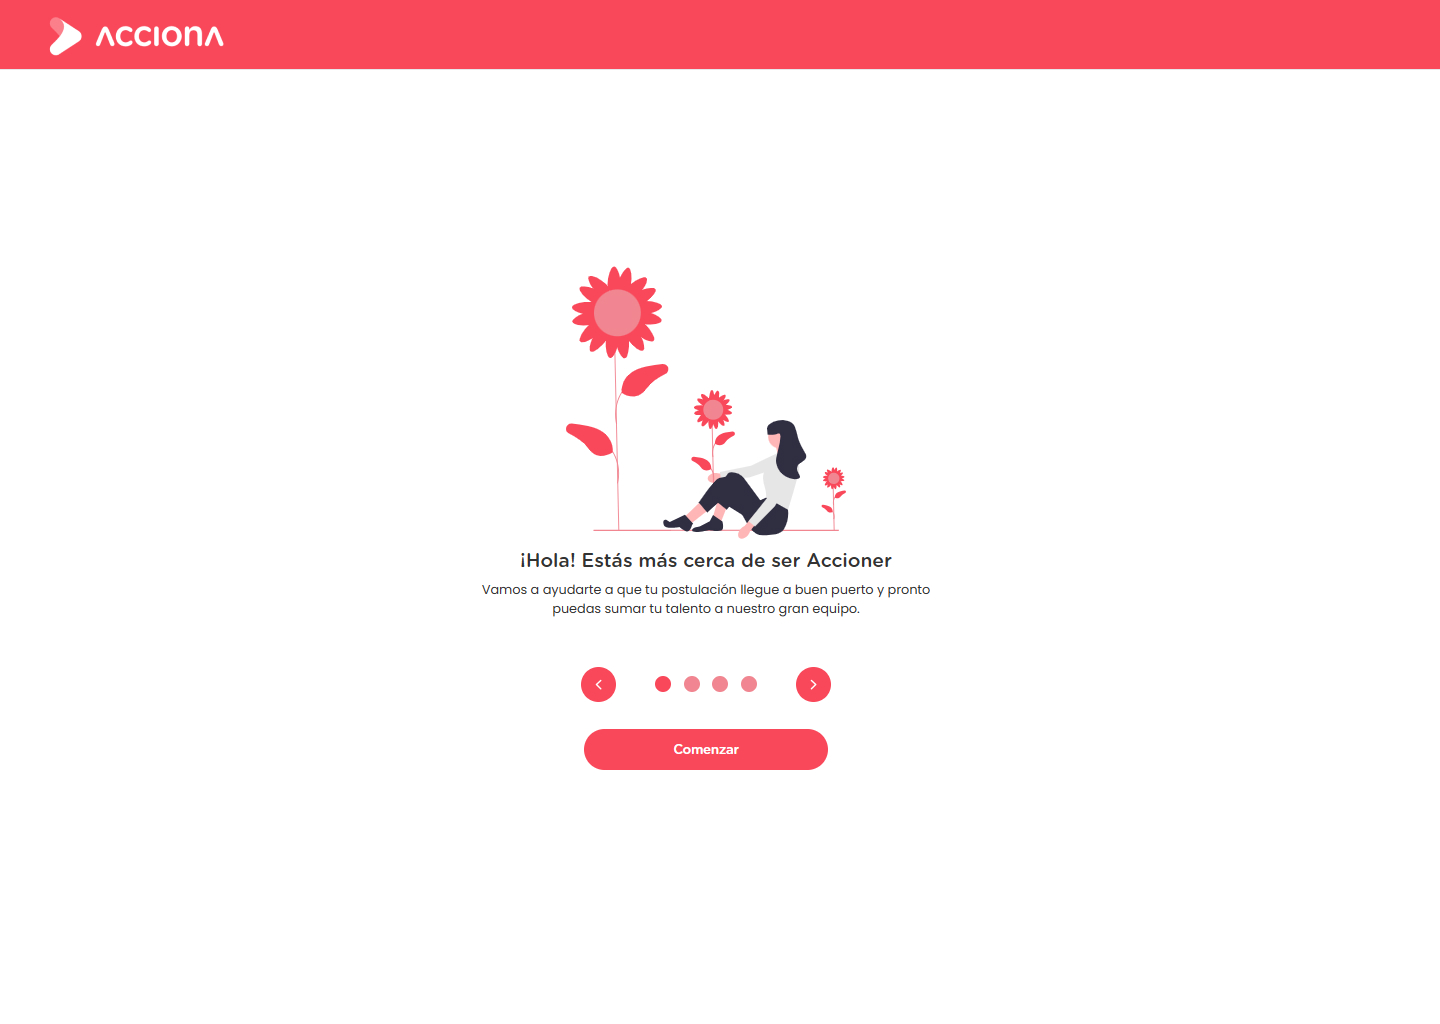 ACCIONA
¡Hola! Estás más cerca de ser Accioner
Vamos a ayudarte a que tu postulación llegue a buen puerto y pronto
puedas sumar tu talento a nuestro gran equipo.
Comenzar